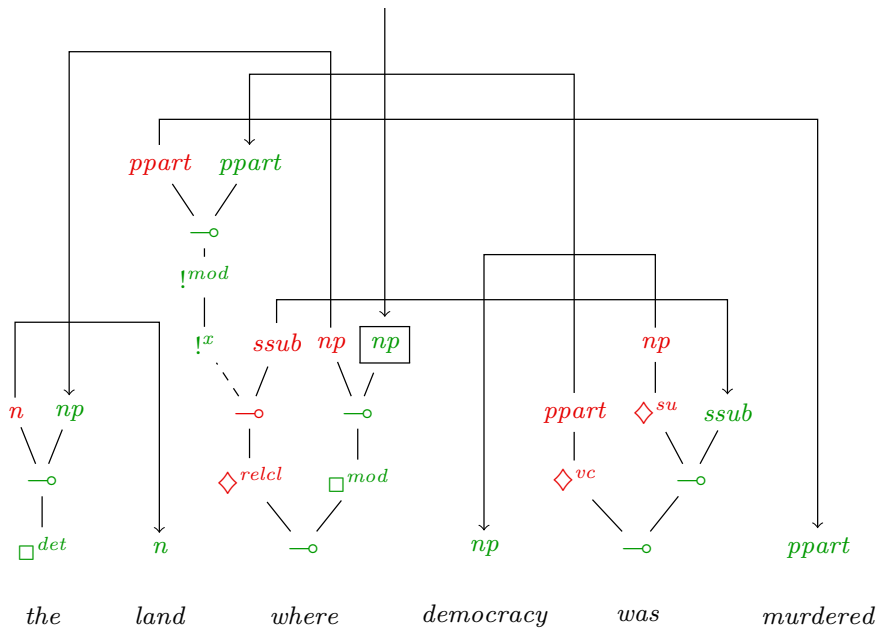 ppart ppart
⊸
!^mod
!^x ssub np np np
n np ⊸ ⊸ ppart ◇^su ssub
⊸ ◇^relcl □^mod ◇^vc ⊸
□^det n ⊸ np ⊸ ppart
the land where democracy was murdered